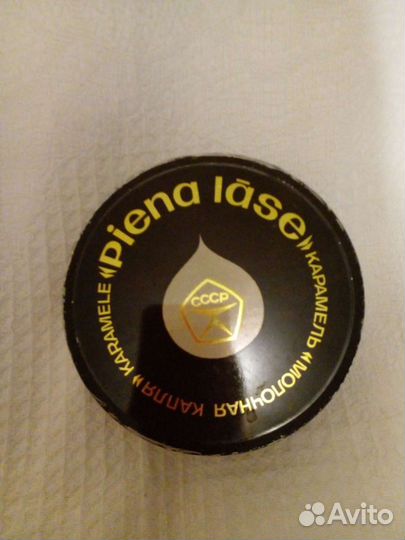 KARAMELE «Piena lāse»
КАРАМЕЛЬ «МОЛОЧНАЯ КАПЛЯ»
СССР
Avito